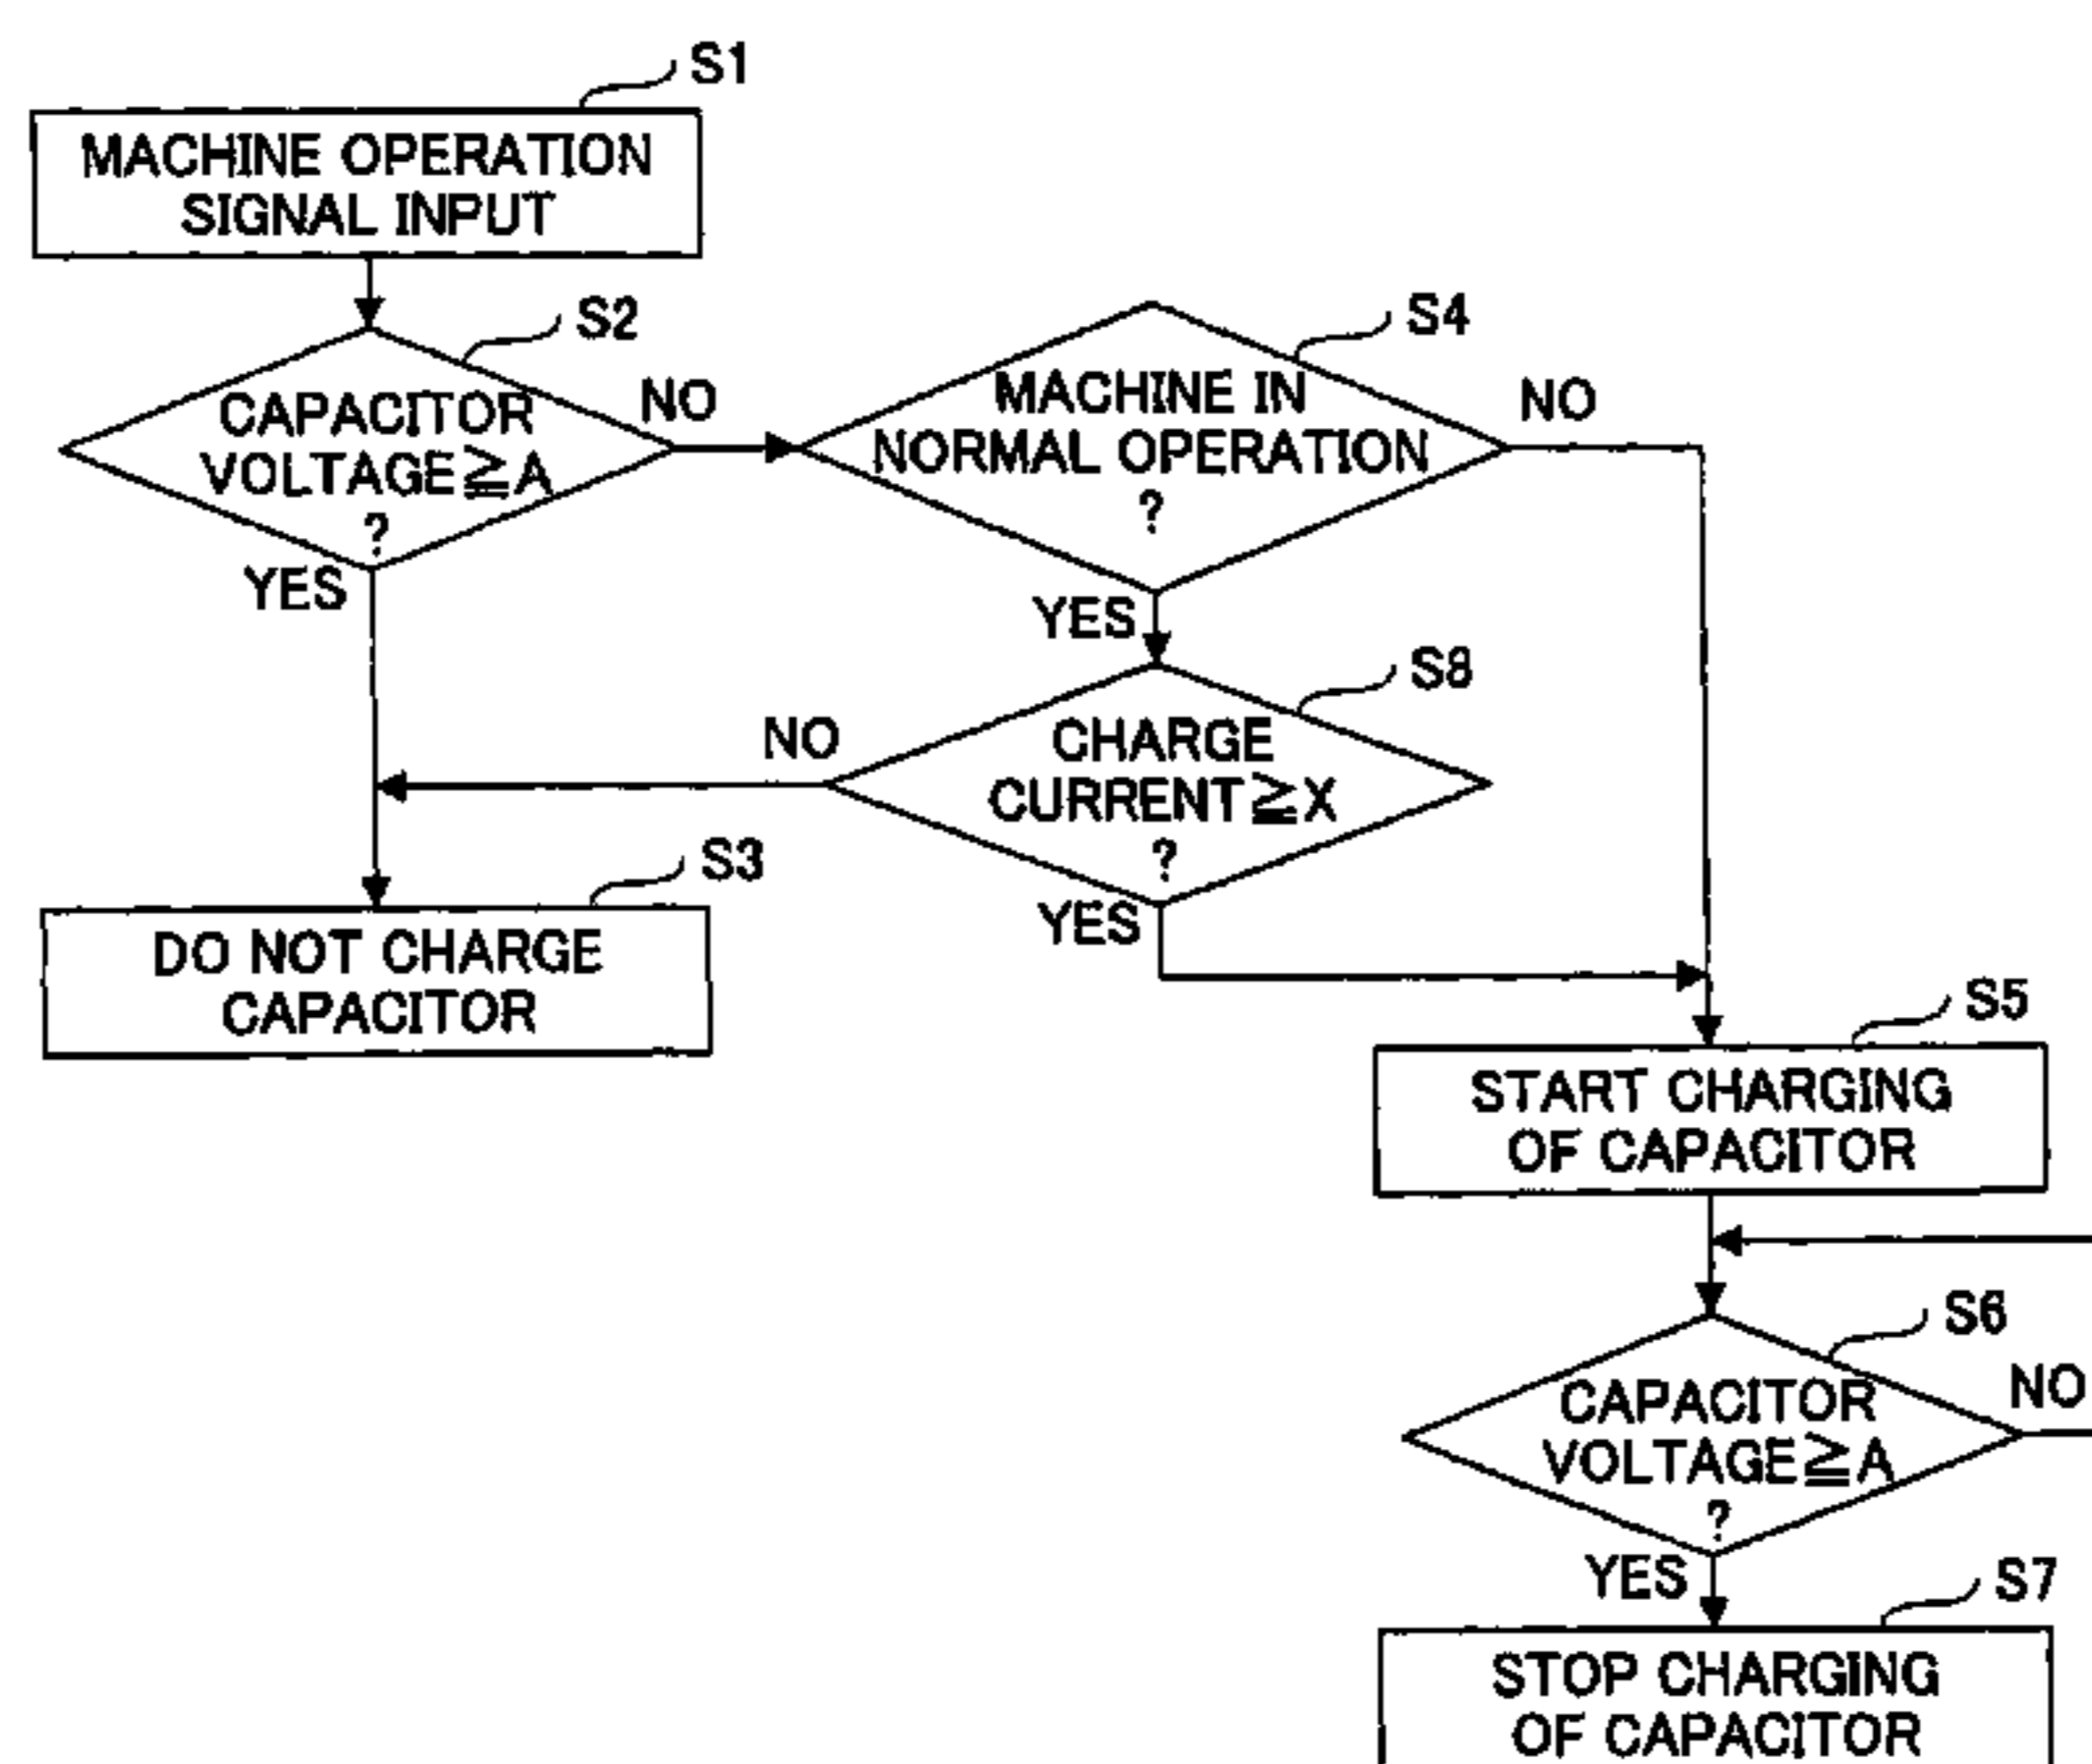 S1
MACHINE OPERATION
SIGNAL INPUT
S2
CAPACITOR
VOLTAGE≧A
?
NO
YES
S4
MACHINE IN
NORMAL OPERATION
?
NO
YES
S8
CHARGE
CURRENT≧X
?
NO
YES
S3
DO NOT CHARGE
CAPACITOR
S5
START CHARGING
OF CAPACITOR
S6
CAPACITOR
VOLTAGE≧A
?
NO
YES
S7
STOP CHARGING
OF CAPACITOR